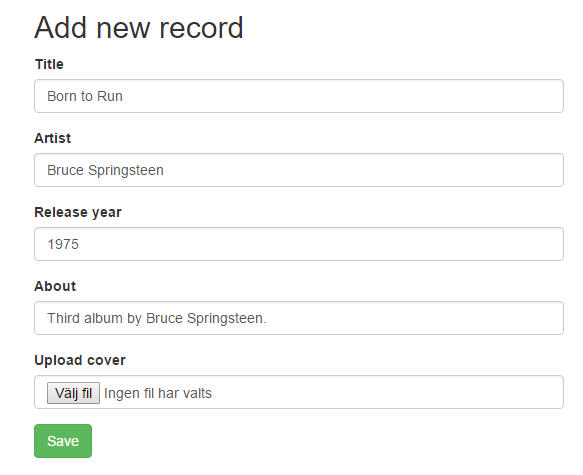 Add new record
Title
Born to Run
Artist
Bruce Springsteen
Release year
1975
About
Third album by Bruce Springsteen.
Upload cover
Välj fil Ingen fil har valts
Save